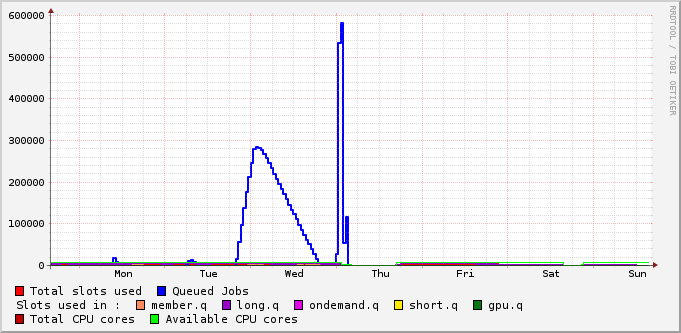 600000
500000
400000
300000
200000
100000
0
Mon Tue Wed Thu Fri Sat Sun
RRDTOOL / TOBI OETIKER
Total slots used Queued Jobs
Slots used in : member.q long.q ondemand.q short.q gpu.q
Total CPU cores Available CPU cores